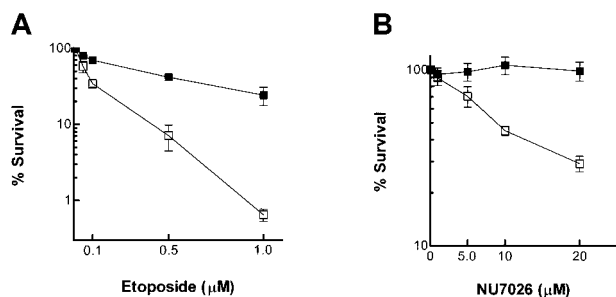 A
100
10
1
% Survival
0.1
0.5
1.0
Etoposide (μM)
B
100
10
% Survival
0
5.0
10
20
NU7026 (μM)